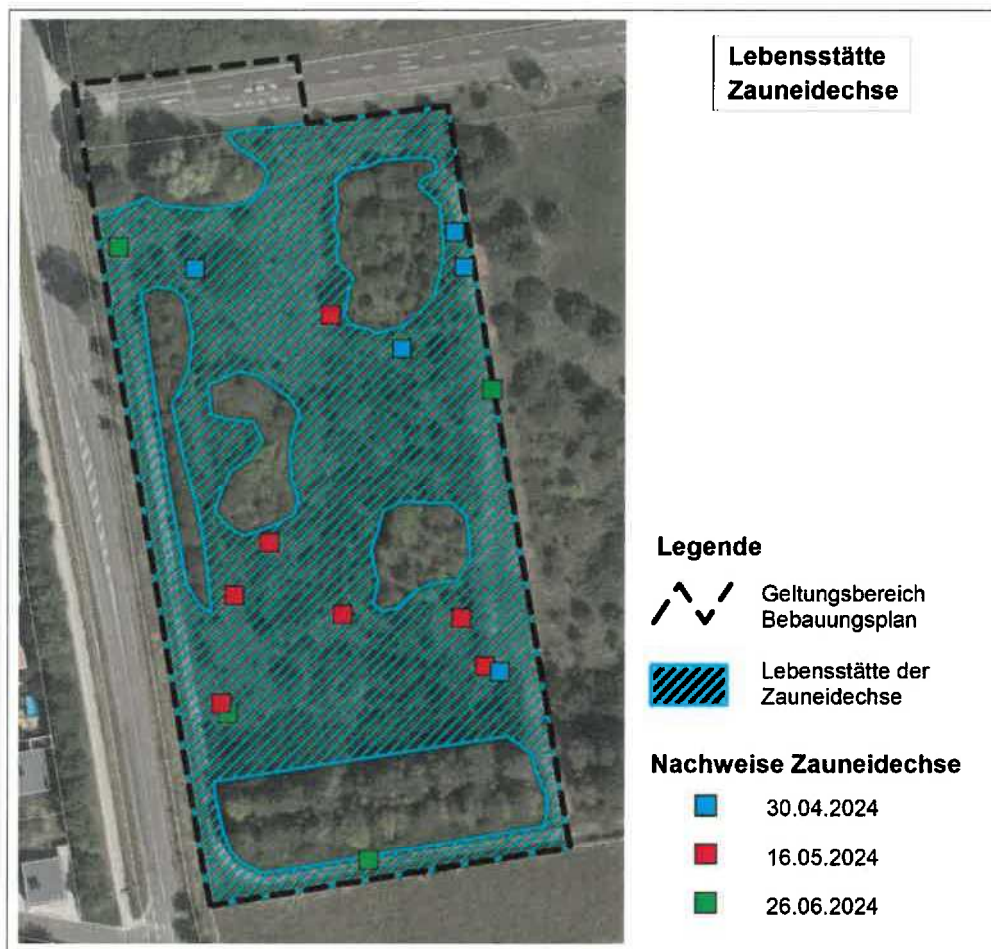 Lebensstätte
Zauneidechse
Legende
Geltungsbereich
Bebauungsplan
Lebensstätte der
Zauneidechse
Nachweise Zauneidechse
30.04.2024
16.05.2024
26.06.2024